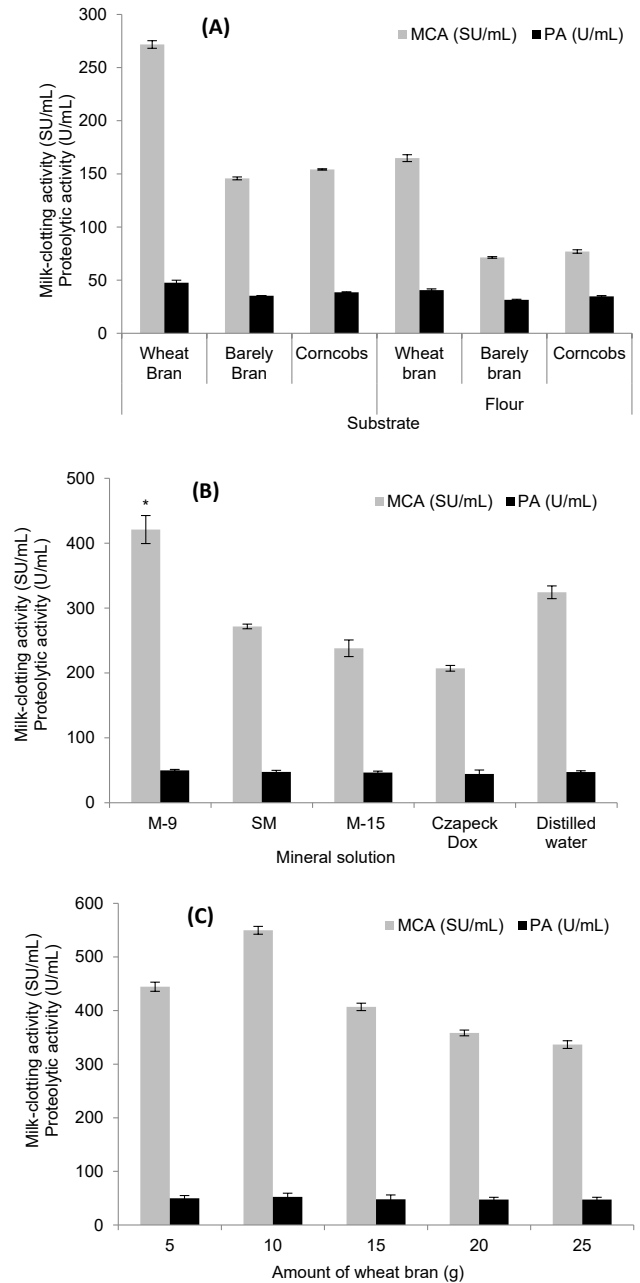 (A)
MCA (SU/mL) PA (U/mL)
Milk-clotting activity (SU/mL)
Proteolytic activity (U/mL)
300
250
200
150
100
50
0
Wheat Barely Corncobs Wheat Barely Corncobs
Bran Bran bran bran
Flour
Substrate
(B)
MCA (SU/mL) PA (U/mL)
*
Milk-clotting activity (SU/mL)
Proteolytic activity (U/mL)
500
400
300
200
100
0
M-9 SM M-15 Czapeck Distilled
Dox water
Mineral solution
(C)
MCA (SU/mL) PA (U/mL)
Milk-clotting activity (SU/mL)
Proteolytic activity (U/mL)
600
500
400
300
200
100
0
5 10 15 20 25
Amount of wheat bran (g)